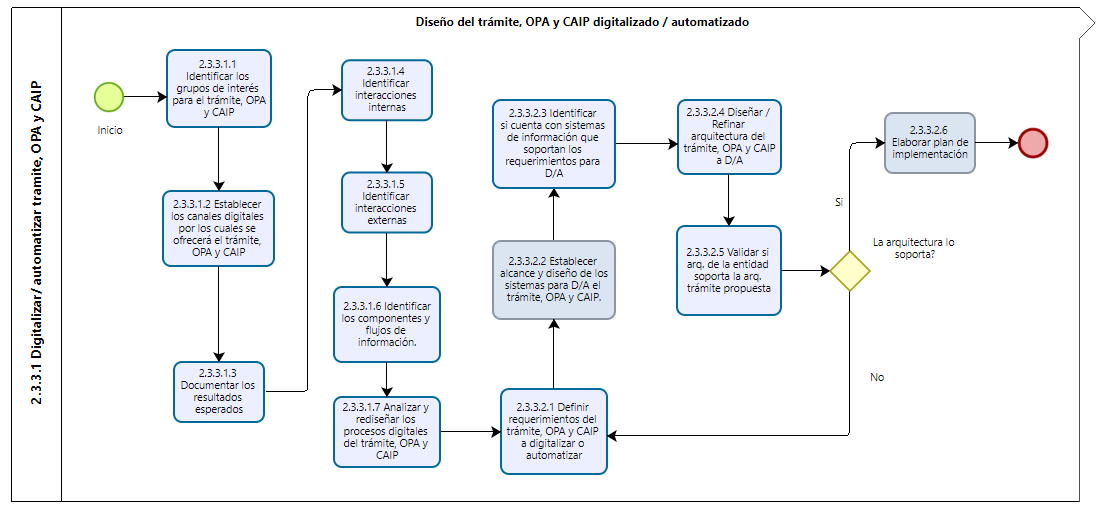 Diseño del trámite, OPA y CAIP digitalizado / automatizado
2.3.3.1 Digitalizar/ automatizar tramite, OPA y CAIP
Inicio
2.3.3.1.1
Identificar los
grupos de interés
para el trámite, OPA
y CAIP
2.3.3.1.2 Establecer
los canales digitales
por los cuales se
ofrecerá el trámite,
OPA y CAIP
2.3.3.1.3
Documentar los
resultados
esperados
2.3.3.1.4
Identificar
interacciones
internas
2.3.3.1.5
Identificar
interacciones
externas
2.3.3.1.6 Identificar
los componentes y
flujos de
información.
2.3.3.1.7 Analizar y
rediseñar los
procesos digitales
del trámite, OPA y
CAIP
2.3.3.2.1 Definir
requerimientos del
trámite, OPA y CAIP
a digitalizar o
automatizar
2.3.3.2.2 Establecer
alcance y diseño de los
sistemas para D/A el
trámite, OPA y CAIP.
2.3.3.2.3 Identificar
si cuenta con sistemas
de información que
soportan los
requerimientos para
D/A
2.3.3.2.4 Diseñar /
Refinar
arquitectura del
trámite, OPA y CAIP
a D/A
2.3.3.2.5 Validar si
arq. de la entidad
soporta la arq.
trámite propuesta
La arquitectura lo
soporta?
Si
No
2.3.3.2.6
Elaborar plan de
implementación